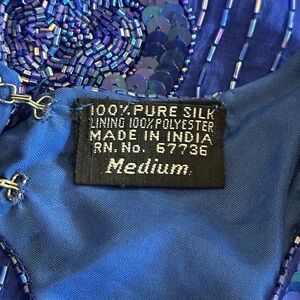 100% PURE SILK
LINING 100% POLYESTER
MADE IN INDIA
RN. No. 67736
Medium